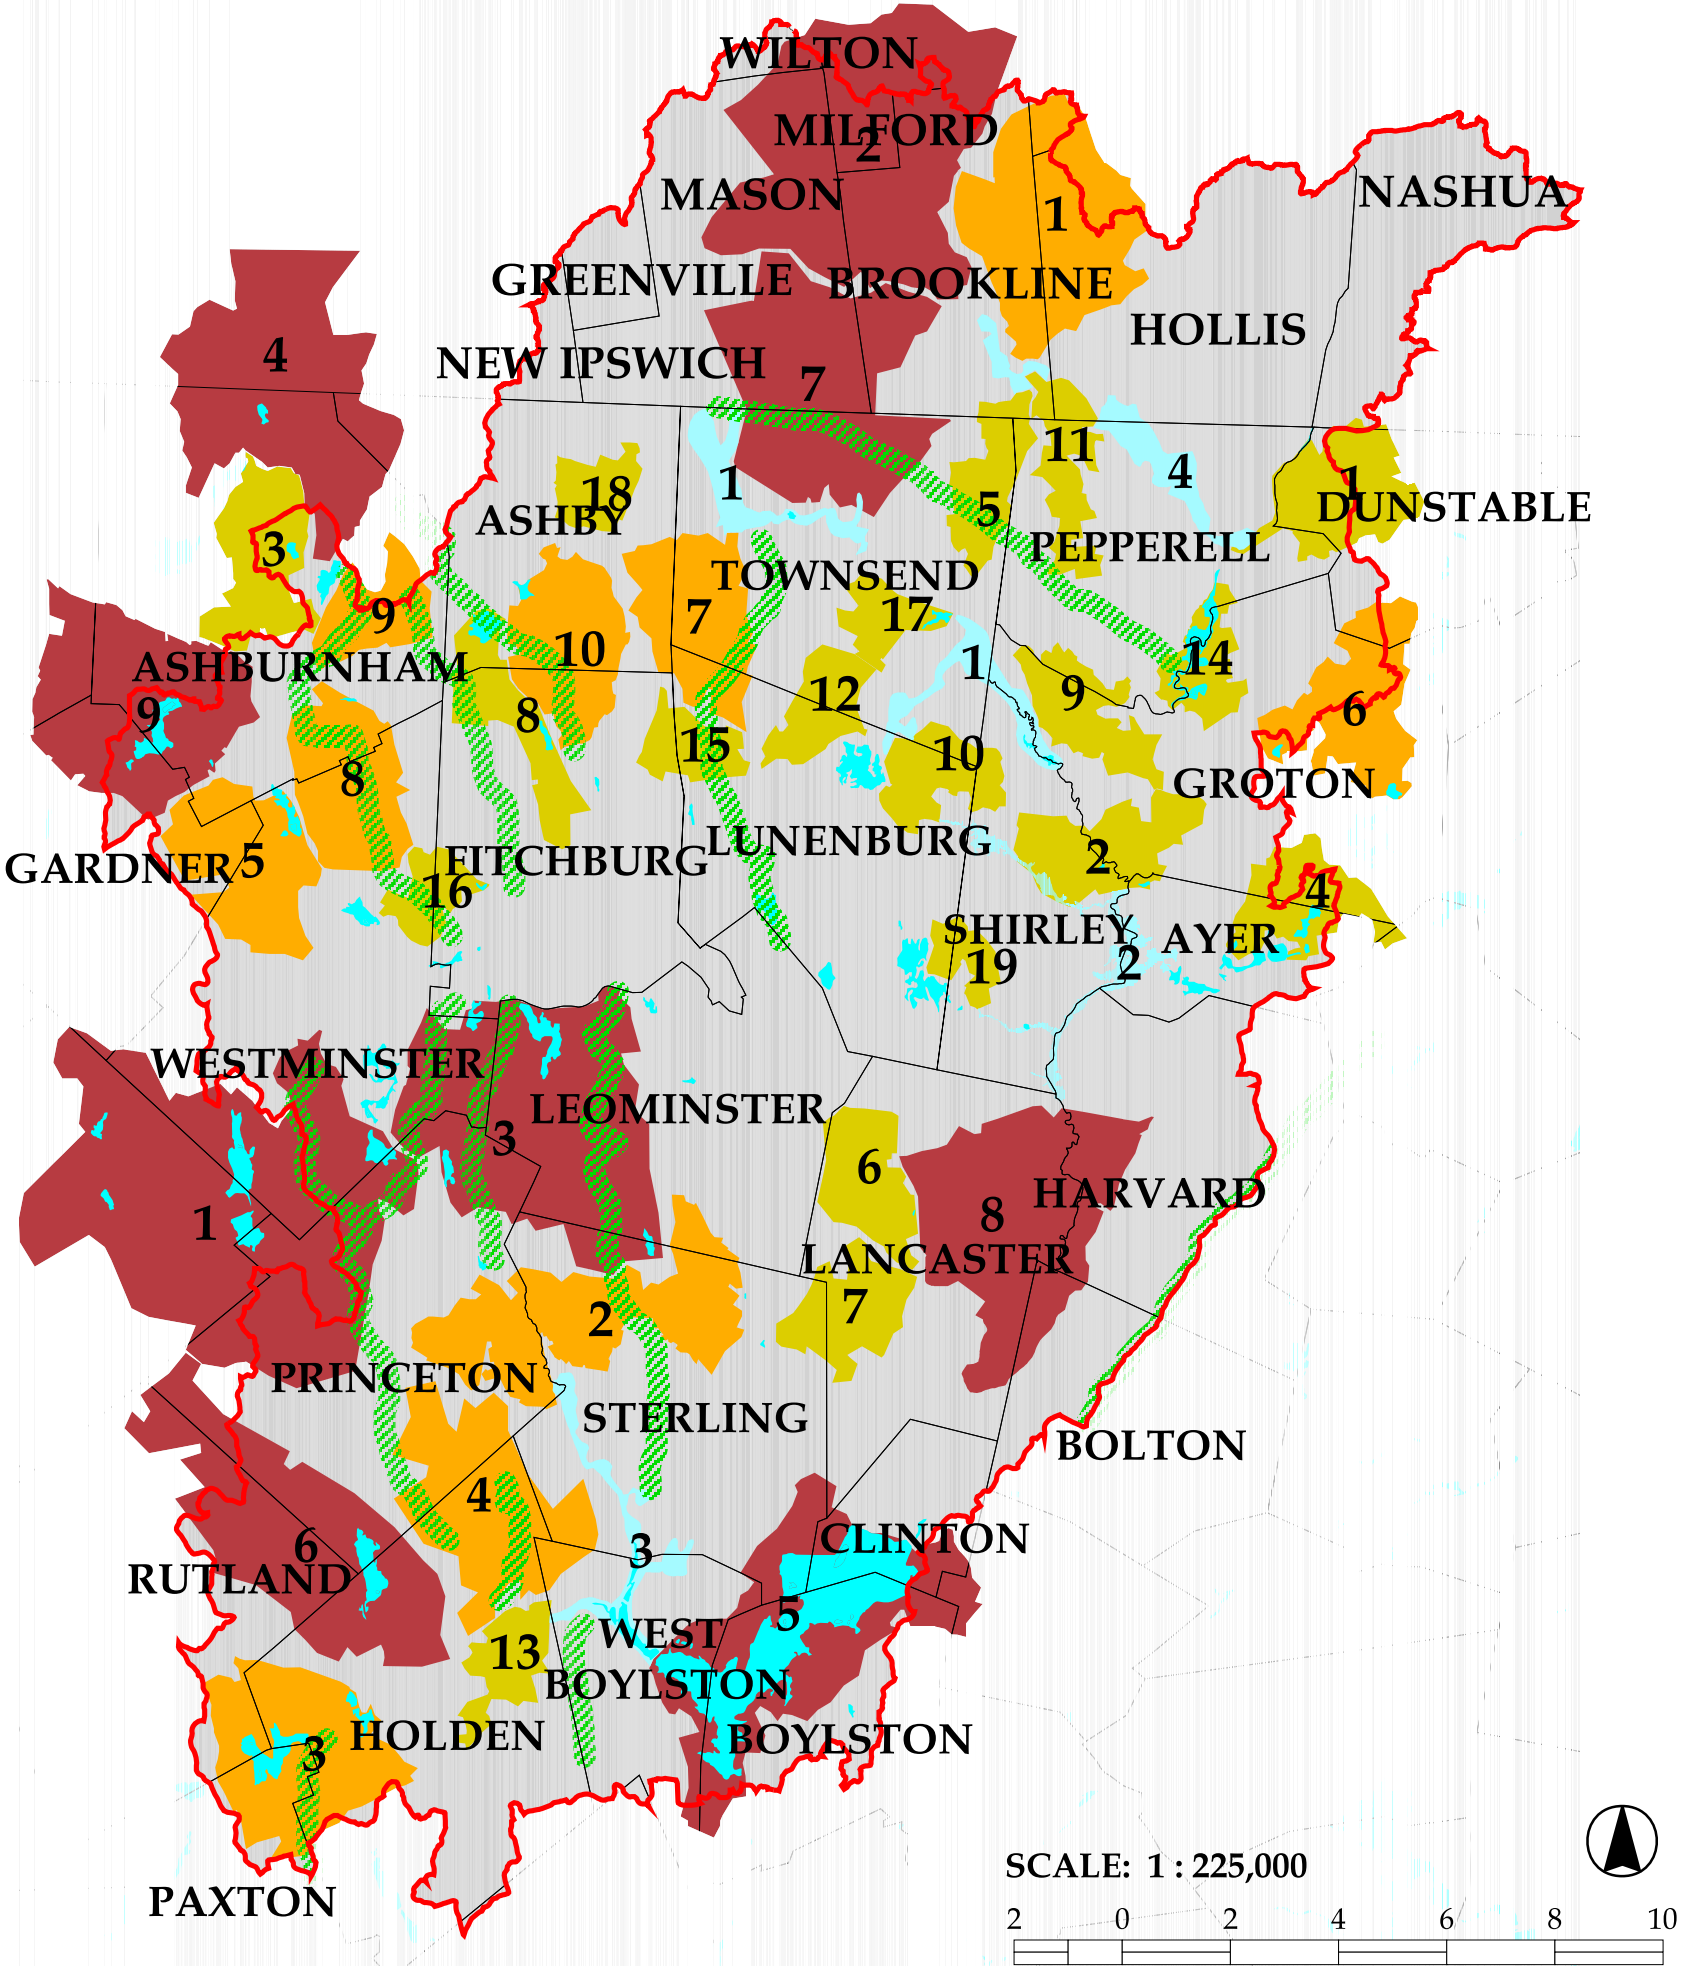 WILTON
MILFORD
2
MASON
NASHUA
1
GREENVILLE
BROOKLINE
HOLLIS
4
NEW IPSWICH
7
11
18
1
4
5
1
DUNSTABLE
ASHBY
3
PEPPERELL
TOWNSEND
9
7
17
10
14
ASHBURNHAM
1
12
9
9
8
6
15
10
8
GROTON
LUNENBURG
GARDNER
5
FITCHBURG
2
16
4
SHIRLEY
AYER
19
2
WESTMINSTER
LEOMINSTER
3
6
HARVARD
1
8
LANCASTER
7
2
PRINCETON
STERLING
BOLTON
4
CLINTON
6
3
RUTLAND
5
WEST
BOYLSTON
13
HOLDEN
BOYLSTON
3
PAXTON
SCALE: 1 : 225,000
2 0 2 4 6 8 10